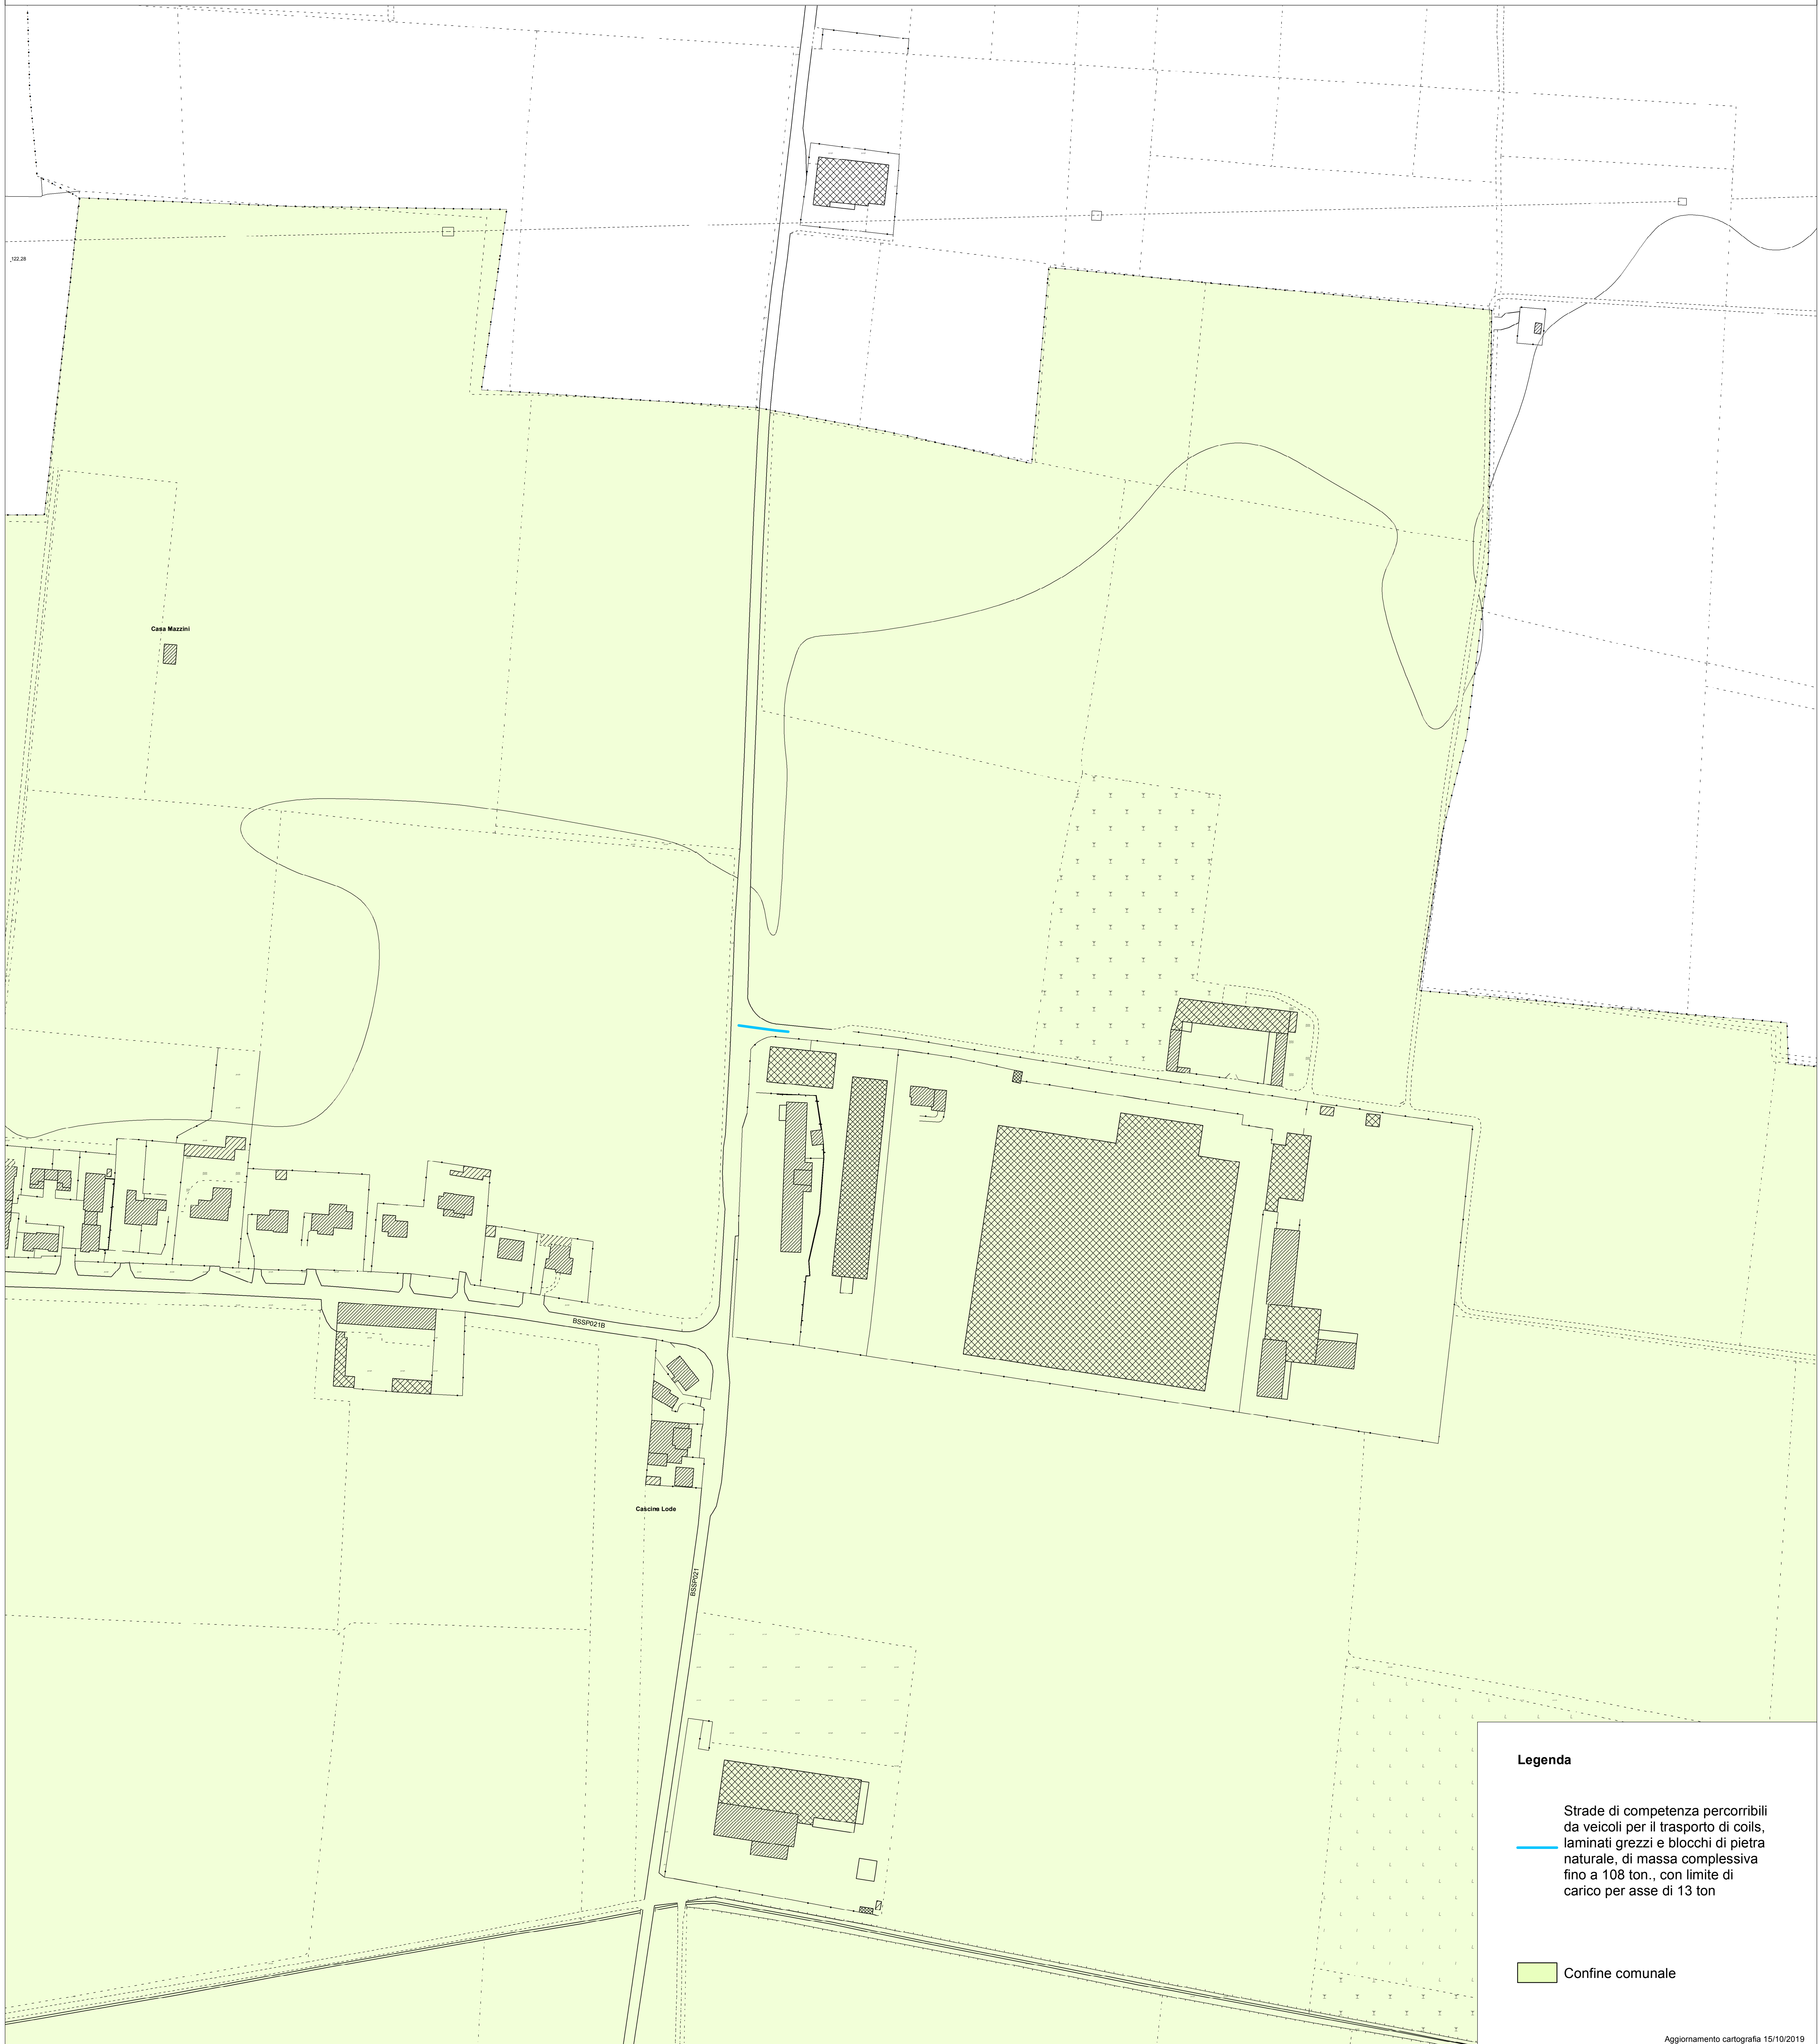 122,28
Casa Mazzini
BSSP021B
Cascina Lode
BSSP021
Legenda
Strade di competenza percorribili
da veicoli per il trasporto di coils,
laminati grezzi e blocchi di pietra
naturale, di massa complessiva
fino a 108 ton., con limite di
carico per asse di 13 ton
Confine comunale
Aggiornamento cartografia 15/10/2019